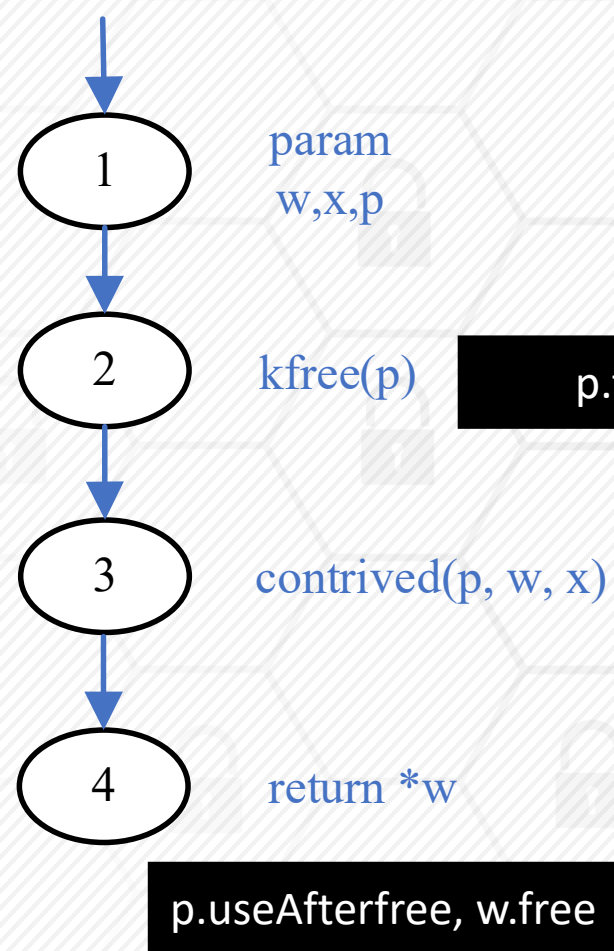 1
param
w,x,p
2
kfree(p)
p.
3
contrived(p, w, x)
4
return *w
p.useAfterfree, w.free